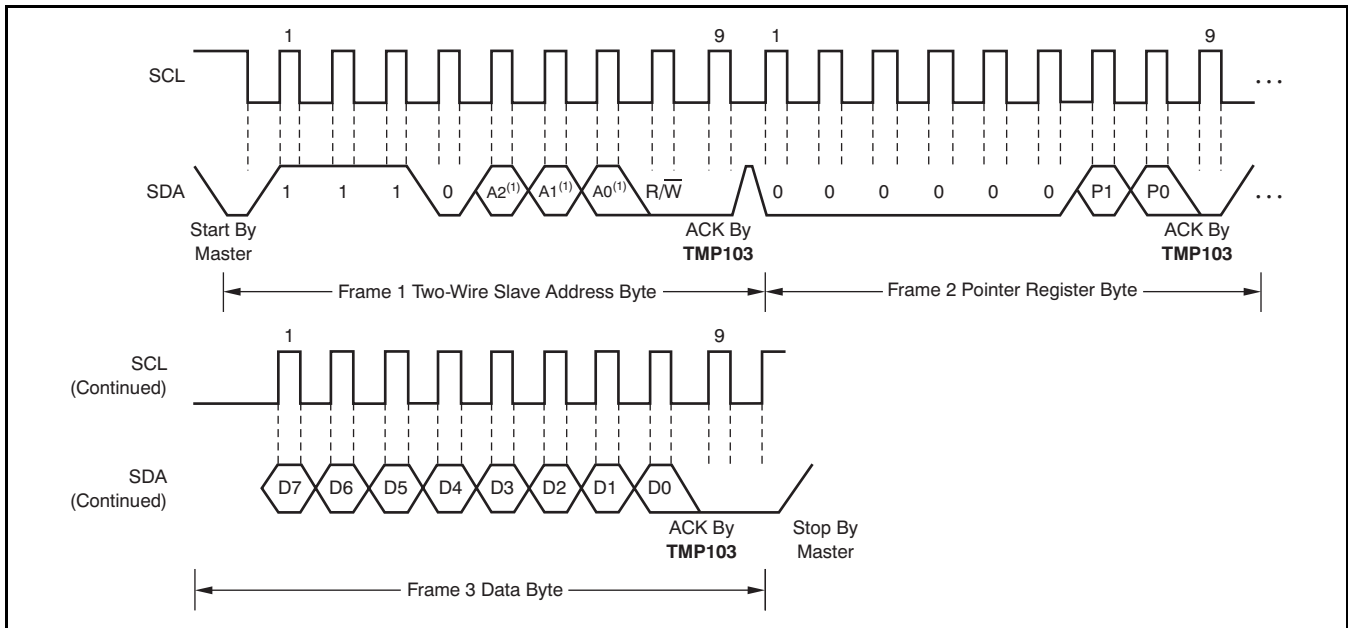 1 9 1 9
SCL ...
SDA 1 1 1 0 A2(1) A1(1) A0(1) R/W̅ 0 0 0 0 0 0 P1 P0 ...
Start By Master
ACK By TMP103
ACK By TMP103
Frame 1 Two-Wire Slave Address Byte
Frame 2 Pointer Register Byte
1 9
SCL
(Continued)
SDA
(Continued)
D7 D6 D5 D4 D3 D2 D1 D0
ACK By TMP103
Stop By Master
Frame 3 Data Byte